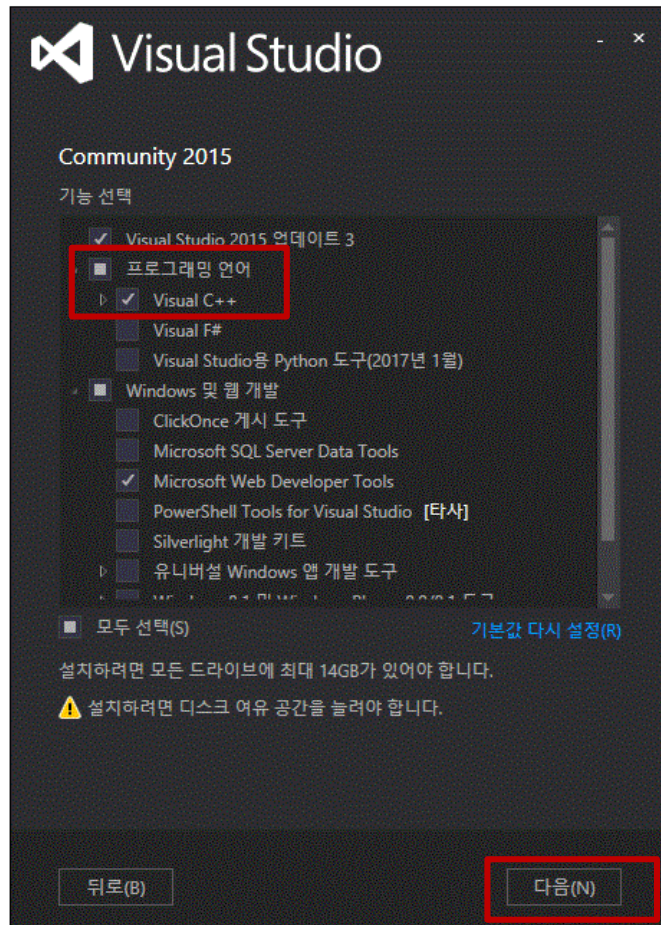 Visual Studio
Community 2015
기능 선택
Visual Studio 2015 업데이트 3
프로그래밍 언어
Visual C++
Visual F#
Visual Studio용 Python 도구(2017년 1월)
Windows 및 웹 개발
ClickOnce 게시 도구
Microsoft SQL Server Data Tools
Microsoft Web Developer Tools
PowerShell Tools for Visual Studio [타사]
Silverlight 개발 키트
유니버설 Windows 앱 개발 도구
모두 선택(S)
기본값 다시 설정(R)
설치하려면 모든 드라이브에 최대 14GB가 있어야 합니다.
설치하려면 디스크 여유 공간을 늘려야 합니다.
뒤로(B)
다음(N)